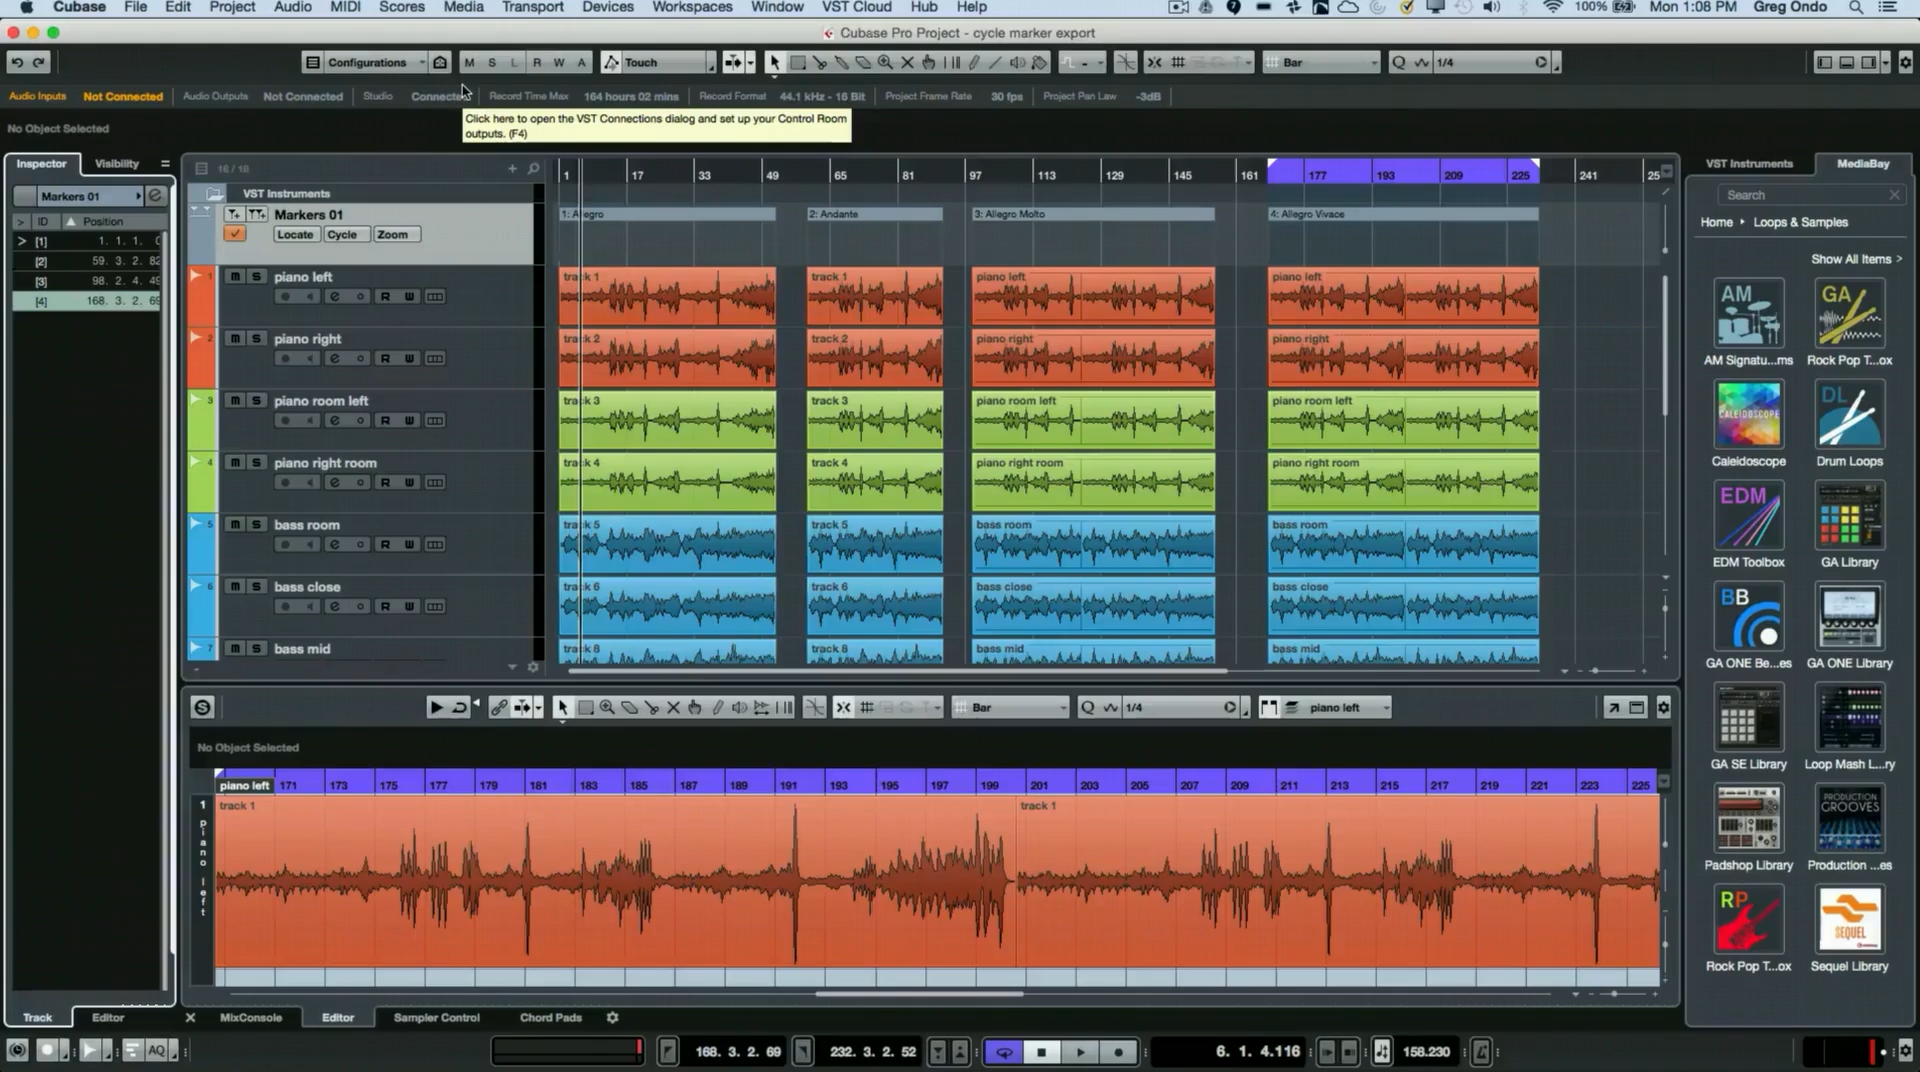 Cubase File Edit Project Audio MIDI Scores Media Transport Devices Workspaces Window VST Cloud Hub Help 100% Mon 1:08 PM Greg Ondo
Cubase Pro Project - cycle marker export
Configurations M S L R W A Touch Bar Q 1/4
Audio Inputs Not Connected Audio Outputs Not Connected Studio Connected Record Time Max 164 hours 02 mins Record Format 44.1 kHz - 16 Bit Project Frame Rate 30 fps Project Pan Law -3dB
Click here to open the VST Connections dialog and set up your Control Room
outputs. (F4)
No Object Selected
Inspector Visibility
Markers 01
> ID Position
> [1] 1. 1. 1.
[2] 59. 3. 2. 82
[3] 98. 2. 4. 49
[4] 168. 3. 2. 69
16 / 18
VST Instruments
Markers 01
Locate Cycle Zoom
1 17 33 49 65 81 97 113 129 145 161 177 193 209 225 241 25
1: Allegro 2: Andante 3: Allegro Molto 4: Allegro Vivace
1 m S piano left R W
track 1 track 1 piano left piano left
2 m S piano right R W
track 2 track 2 piano right piano right
3 m S piano room left R W
track 3 track 3 piano room left piano room left
4 m S piano right room R W
track 4 track 4 piano right room piano right room
5 m S bass room R W
track 5 track 5 bass room bass room
6 m S bass close R W
track 6 track 6 bass close bass close
7 m S bass mid
track 8 track 8 bass mid bass mid
VST Instruments MediaBay
Search
Home Loops & Samples
Show All Items >
AM GA
AM Signatu...ms Rock Pop T...ox
CALEIDOSCOPE DL
Caleidoscope Drum Loops
EDM
EDM Toolbox GA Library
BB
GA ONE Be...es GA ONE Library
GA SE Library Loop Mash L...ry
PRODUCTION
GROOVES
Padshop Library Production ...es
RP SEQUEL
Rock Pop T...ox Sequel Library
Bar Q 1/4 piano left
No Object Selected
piano left 171 173 175 177 179 181 183 185 187 189 191 193 195 197 199 201 203 205 207 209 211 213 215 217 219 221 223 225
1 piano left
track 1 track 1
Track Editor
MixConsole Editor Sampler Control Chord Pads
AQ 168. 3. 2. 69 232. 3. 2. 52 6. 1. 4.116 158.230